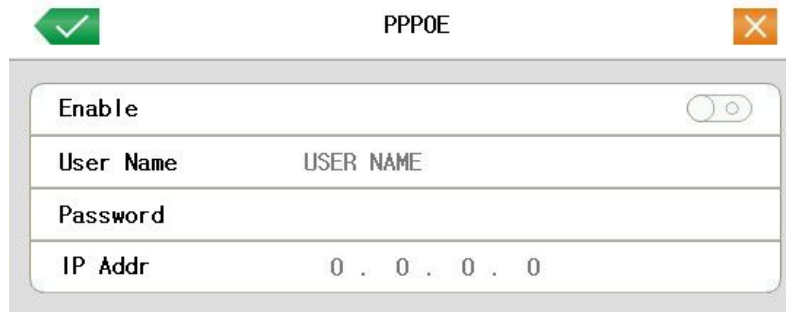 PPPOE
Enable
User Name USER NAME
Password
IP Addr 0 . 0 . 0 . 0